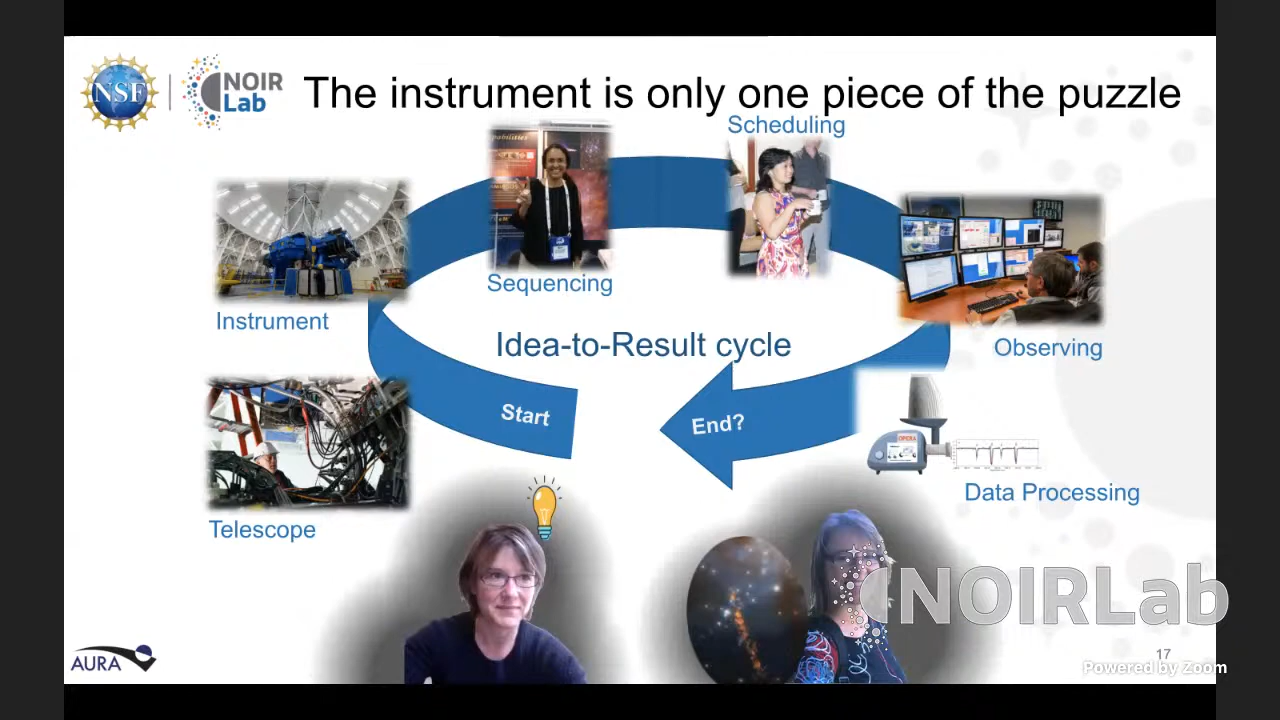 NSF
NOIR
Lab
The instrument is only one piece of the puzzle
Scheduling
Sequencing
Instrument
Idea-to-Result cycle
Observing
Start
End?
OPERA
Data Processing
Telescope
NOIRLab
AURA
17
Powered by Zoom